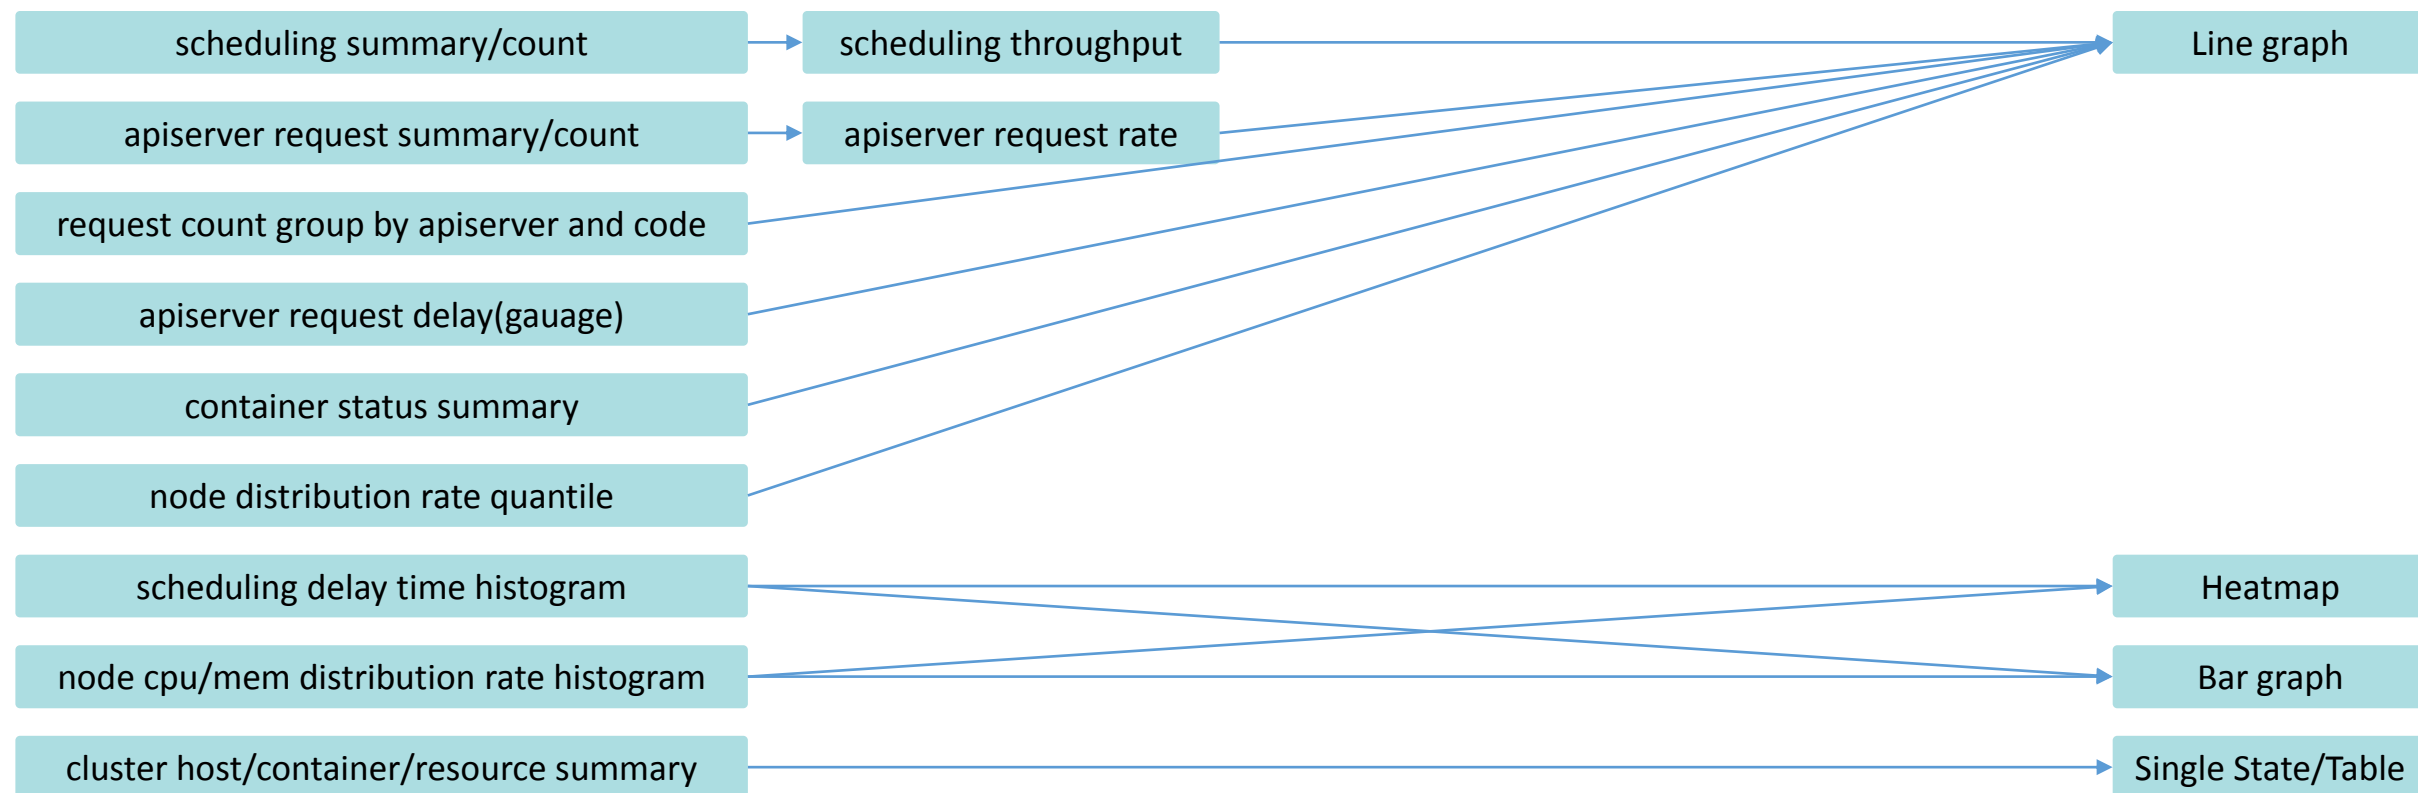 scheduling summary/count
scheduling throughput
Line graph
apiserver request summary/count
apiserver request rate
request count group by apiserver and code
apiserver request delay(gauage)
container status summary
node distribution rate quantile
scheduling delay time histogram
Heatmap
node cpu/mem distribution rate histogram
Bar graph
cluster host/container/resource summary
Single State/Table